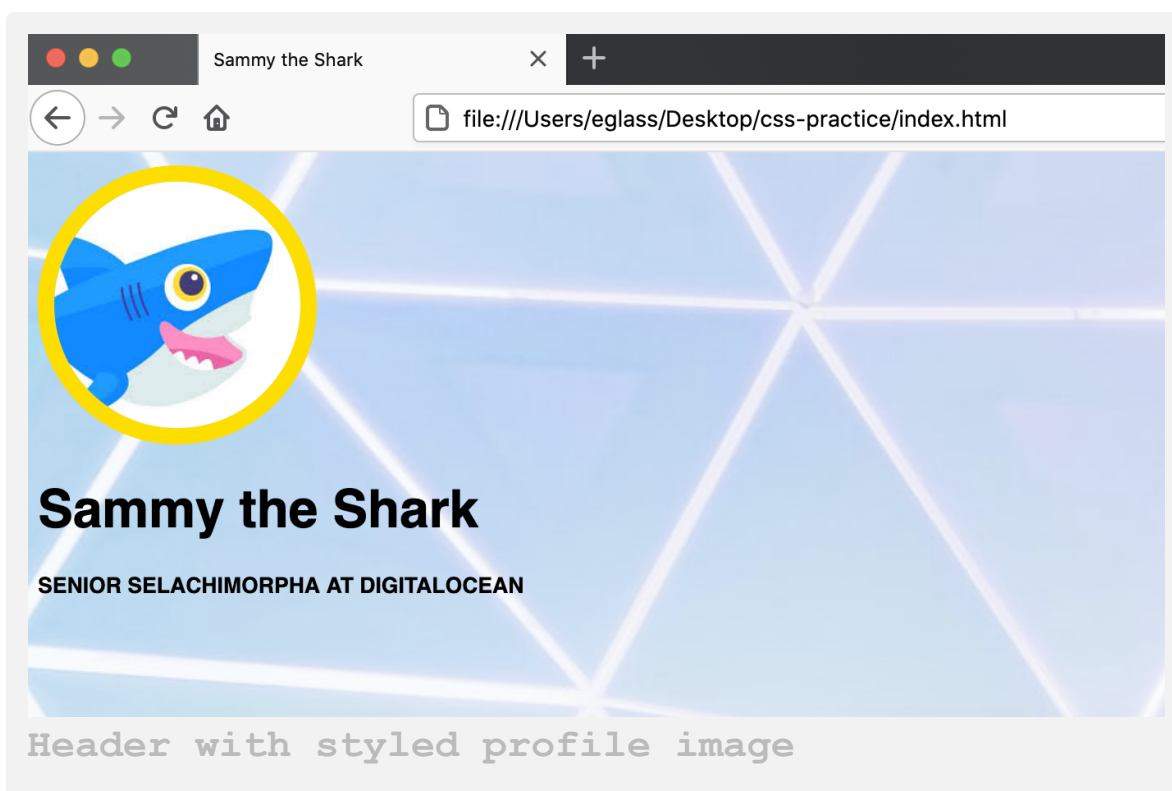 Sammy the Shark
file:///Users/eglass/Desktop/css-practice/index.html
Sammy the Shark
SENIOR SELACHIMORPHA AT DIGITALOCEAN
Header with styled profile image